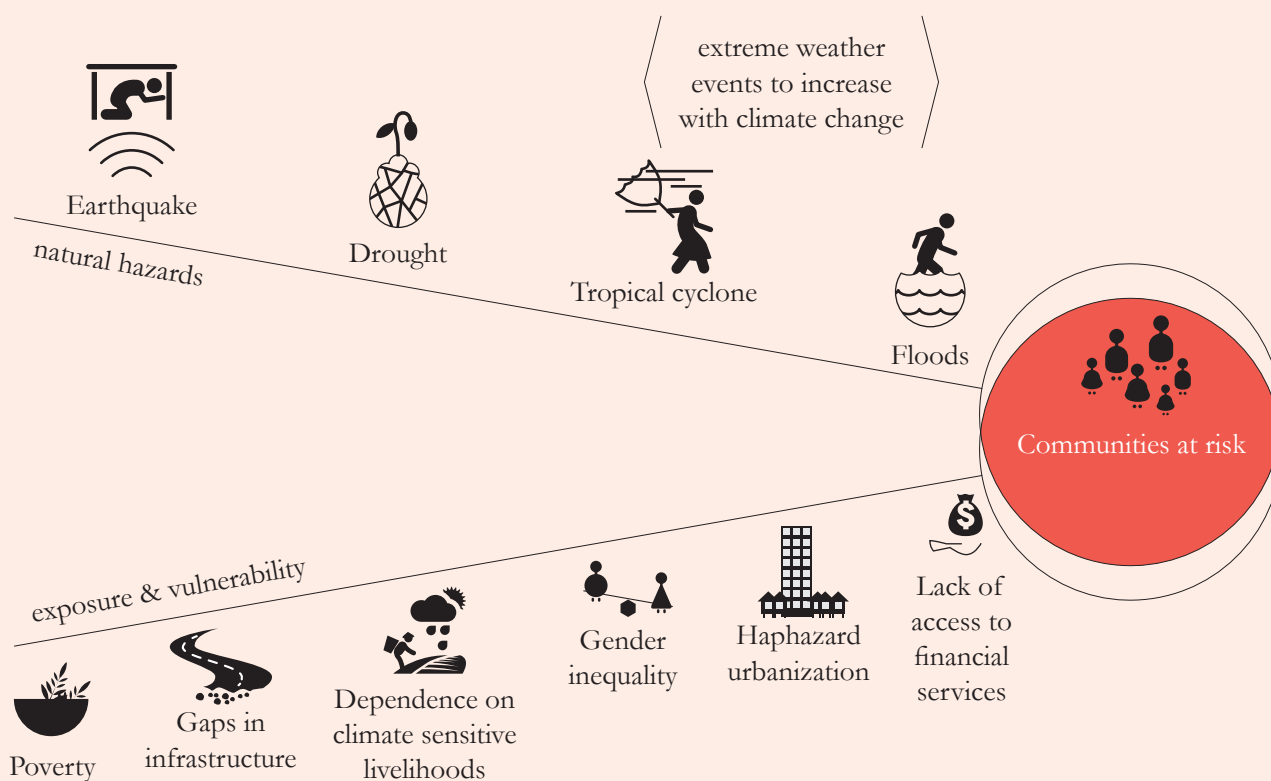 extreme weather
events to increase
with climate change
Earthquake
Drought
Tropical cyclone
Floods
natural hazards
Communities at risk
exposure & vulnerability
Poverty
Gaps in
infrastructure
Dependence on
climate sensitive
livelihoods
Gender
inequality
Haphazard
urbanization
$
Lack of
access to
financial
services